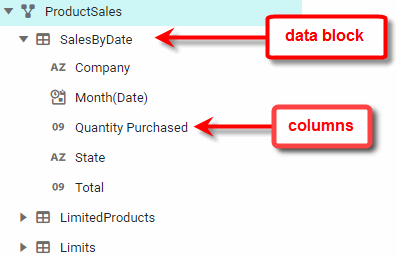 ProductSales
SalesByDate
data block
AZ Company
Month(Date)
09 Quantity Purchased
columns
AZ State
09 Total
LimitedProducts
Limits